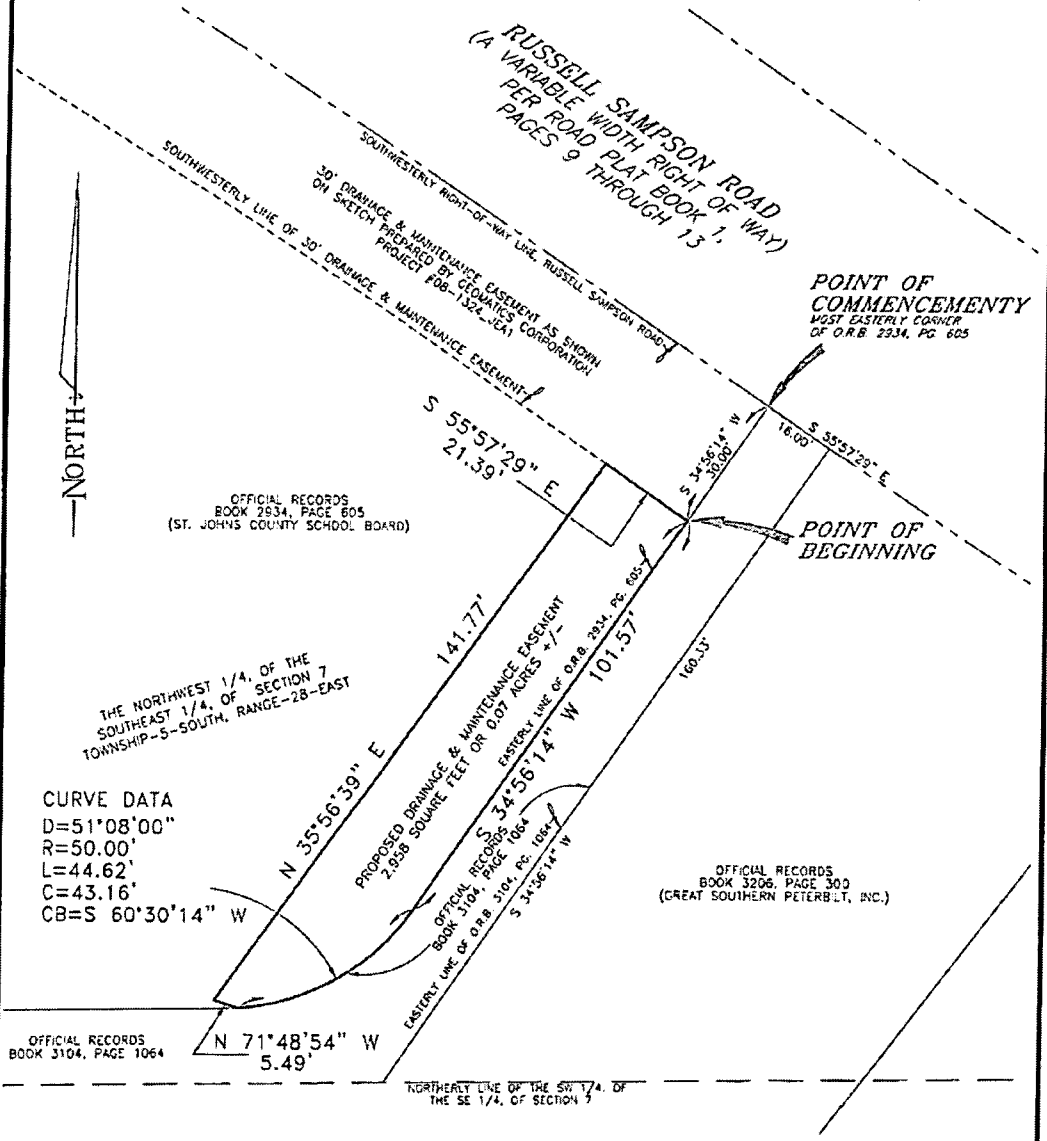 RUSSELL SAMPSON ROAD
(A VARIABLE WIDTH RIGHT OF WAY)
PER ROAD PLAT BOOK 1,
PAGES 9 THROUGH 13
SOUTHWESTERLY RIGHT-OF-WAY LINE, RUSSELL SAMPSON ROAD
30' DRAINAGE & MAINTENANCE EASEMENT AS SHOWN
ON SKETCH PREPARED BY GEOMATICS CORPORATION
PROJECT #08-1324_JEA1
SOUTHWESTERLY LINE OF 30' DRAINAGE & MAINTENANCE EASEMENT
POINT OF
COMMENCEMENTY
MOST EASTERLY CORNER
OF O.R.B. 2934, PG 605
S 34°56'14" W
30.00'
16.00'
S 55°57'29" E
NORTH
S 55°57'29" E
21.39'
OFFICIAL RECORDS
BOOK 2934, PAGE 605
(ST. JOHNS COUNTY SCHOOL BOARD)
POINT OF
BEGINNING
141.77'
N 35°56'39" E
PROPOSED DRAINAGE & MAINTENANCE EASEMENT
2,958 SQUARE FEET OR 0.07 ACRES +/-
EASTERLY LINE OF O.R.B. 2934, PG. 605
S 34°56'14" W 101.57'
160.33'
THE NORTHWEST 1/4, OF THE
SOUTHEAST 1/4, OF SECTION 7
TOWNSHIP-5-SOUTH, RANGE-28-EAST
CURVE DATA
D=51°08'00"
R=50.00'
L=44.62'
C=43.16'
CB=S 60°30'14" W
OFFICIAL RECORDS
BOOK 3104, PAGE 1064
EASTERLY LINE OF O.R.B. 3104, PG. 1064
S 34°56'14" W
OFFICIAL RECORDS
BOOK 3206, PAGE 300
(GREAT SOUTHERN PETERBILT, INC.)
OFFICIAL RECORDS
BOOK 3104, PAGE 1064
N 71°48'54" W
5.49'
NORTHERLY LINE OF THE SW 1/4, OF
THE SE 1/4, OF SECTION 7